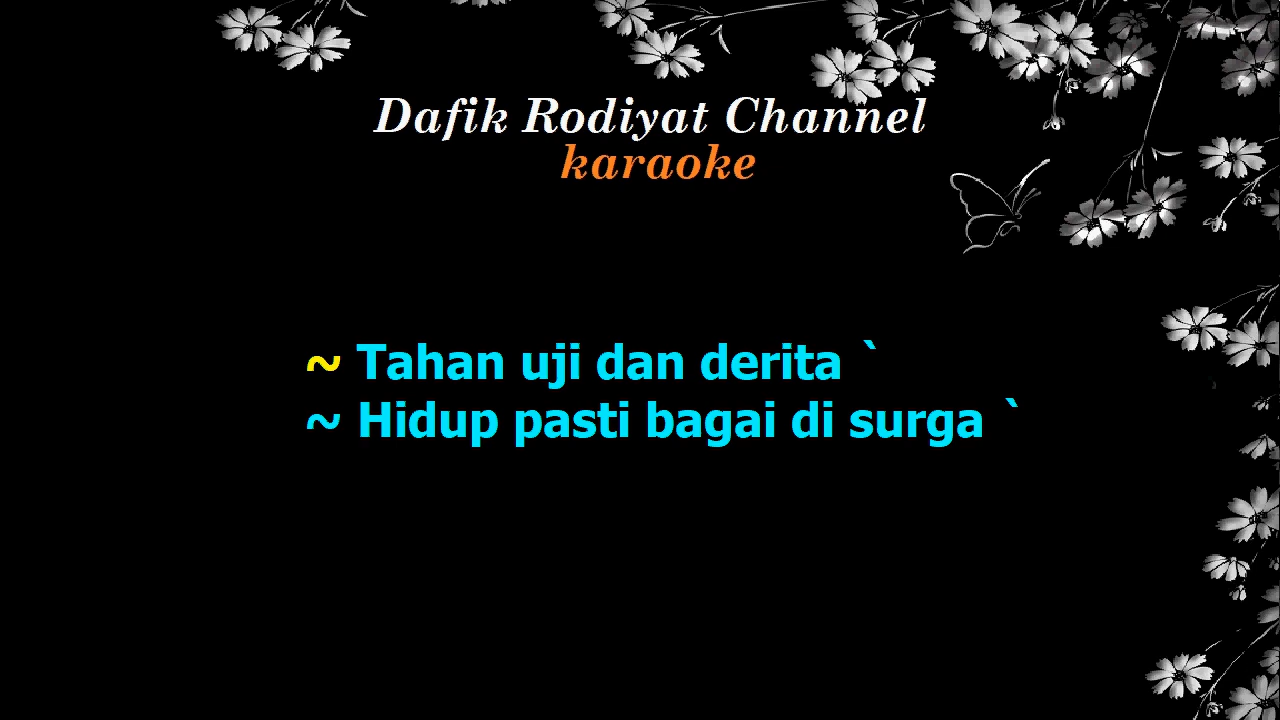 Dafik Rodiyat Channel
karaoke
~ Tahan uji dan derita `
~ Hidup pasti bagai di surga `